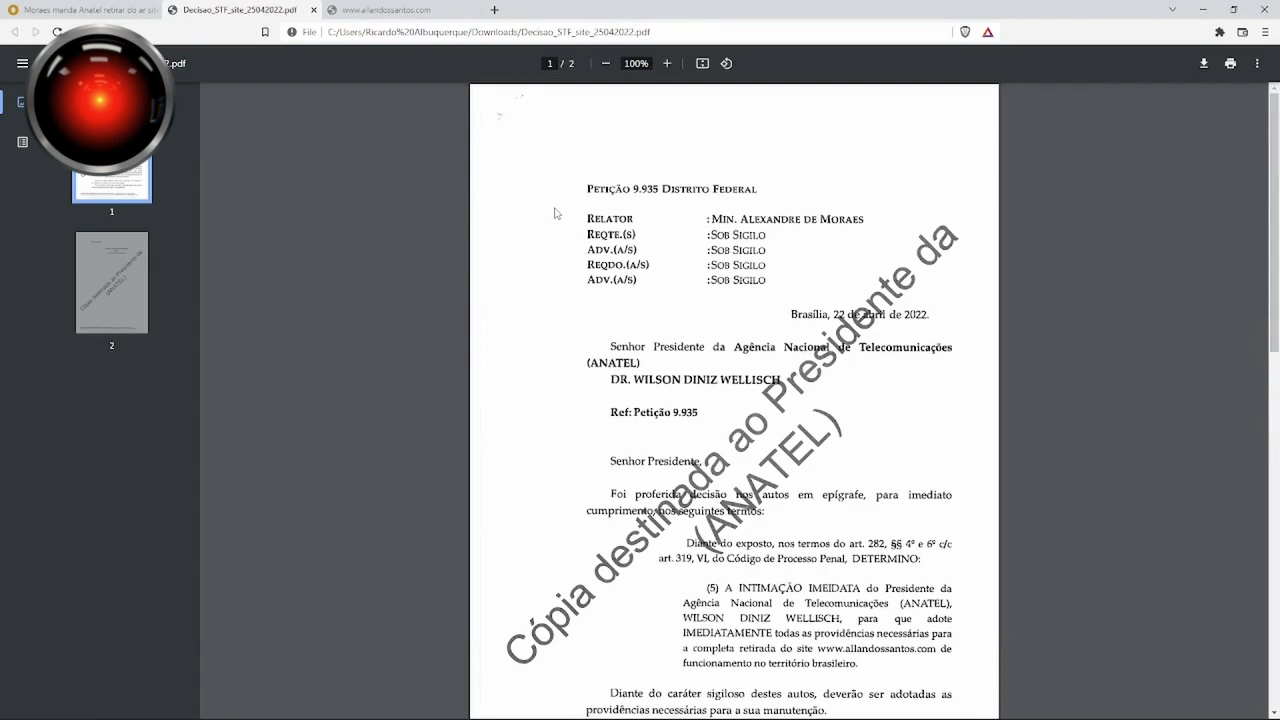 Moraes manda Anatel retirar do ar sit
Decisao_STF_site_25042022.pdf
www.allandossantos.com
File
C:/Users/Ricardo%20Albuquerque/Downloads/Decisao_STF_site_25042022.pdf
2.pdf
1 / 2
100%
1
2
PETIÇÃO 9.935 DISTRITO FEDERAL
RELATOR : MIN. ALEXANDRE DE MORAES
REQTE.(S) :SOB SIGILO
ADV.(A/S) :SOB SIGILO
REQDO.(A/S) :SOB SIGILO
ADV.(A/S) :SOB SIGILO
Brasília, 22 de abril de 2022.
Senhor Presidente da Agência Nacional de Telecomunicações
(ANATEL)
DR. WILSON DINIZ WELLISCH
Ref: Petição 9.935
Senhor Presidente,
Foi proferida decisão nos autos em epígrafe, para imediato
cumprimento, nos seguintes termos:
Diante do exposto, nos termos do art. 282, §§ 4º e 6º c/c
art. 319, VI, do Código de Processo Penal, DETERMINO:
(5) A INTIMAÇÃO IMEIDATA do Presidente da
Agência Nacional de Telecomunicações (ANATEL),
WILSON DINIZ WELLISCH, para que adote
IMEDIATAMENTE todas as providências necessárias para
a completa retirada do site www.allandossantos.com de
funcionamento no território brasileiro.
Diante do caráter sigiloso destes autos, deverão ser adotadas as
providências necessárias para a sua manutenção.
Cópia destinada ao Presidente da
(ANATEL)